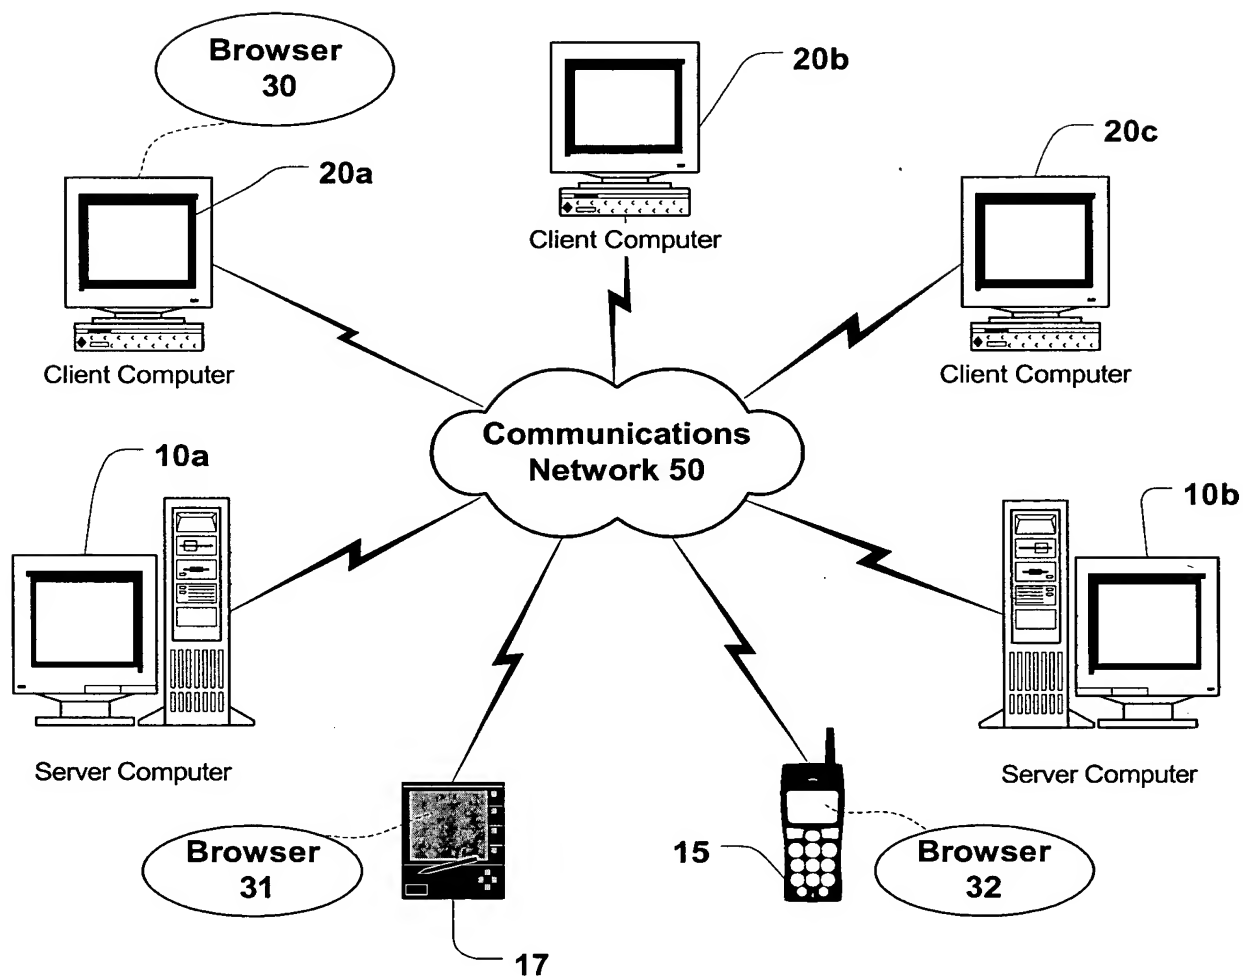 Browser
30
20b
20c
20a
Client Computer
Client Computer
Client Computer
Communications
Network 50
10a
10b
Server Computer
Server Computer
Browser
31
15
Browser
32
17